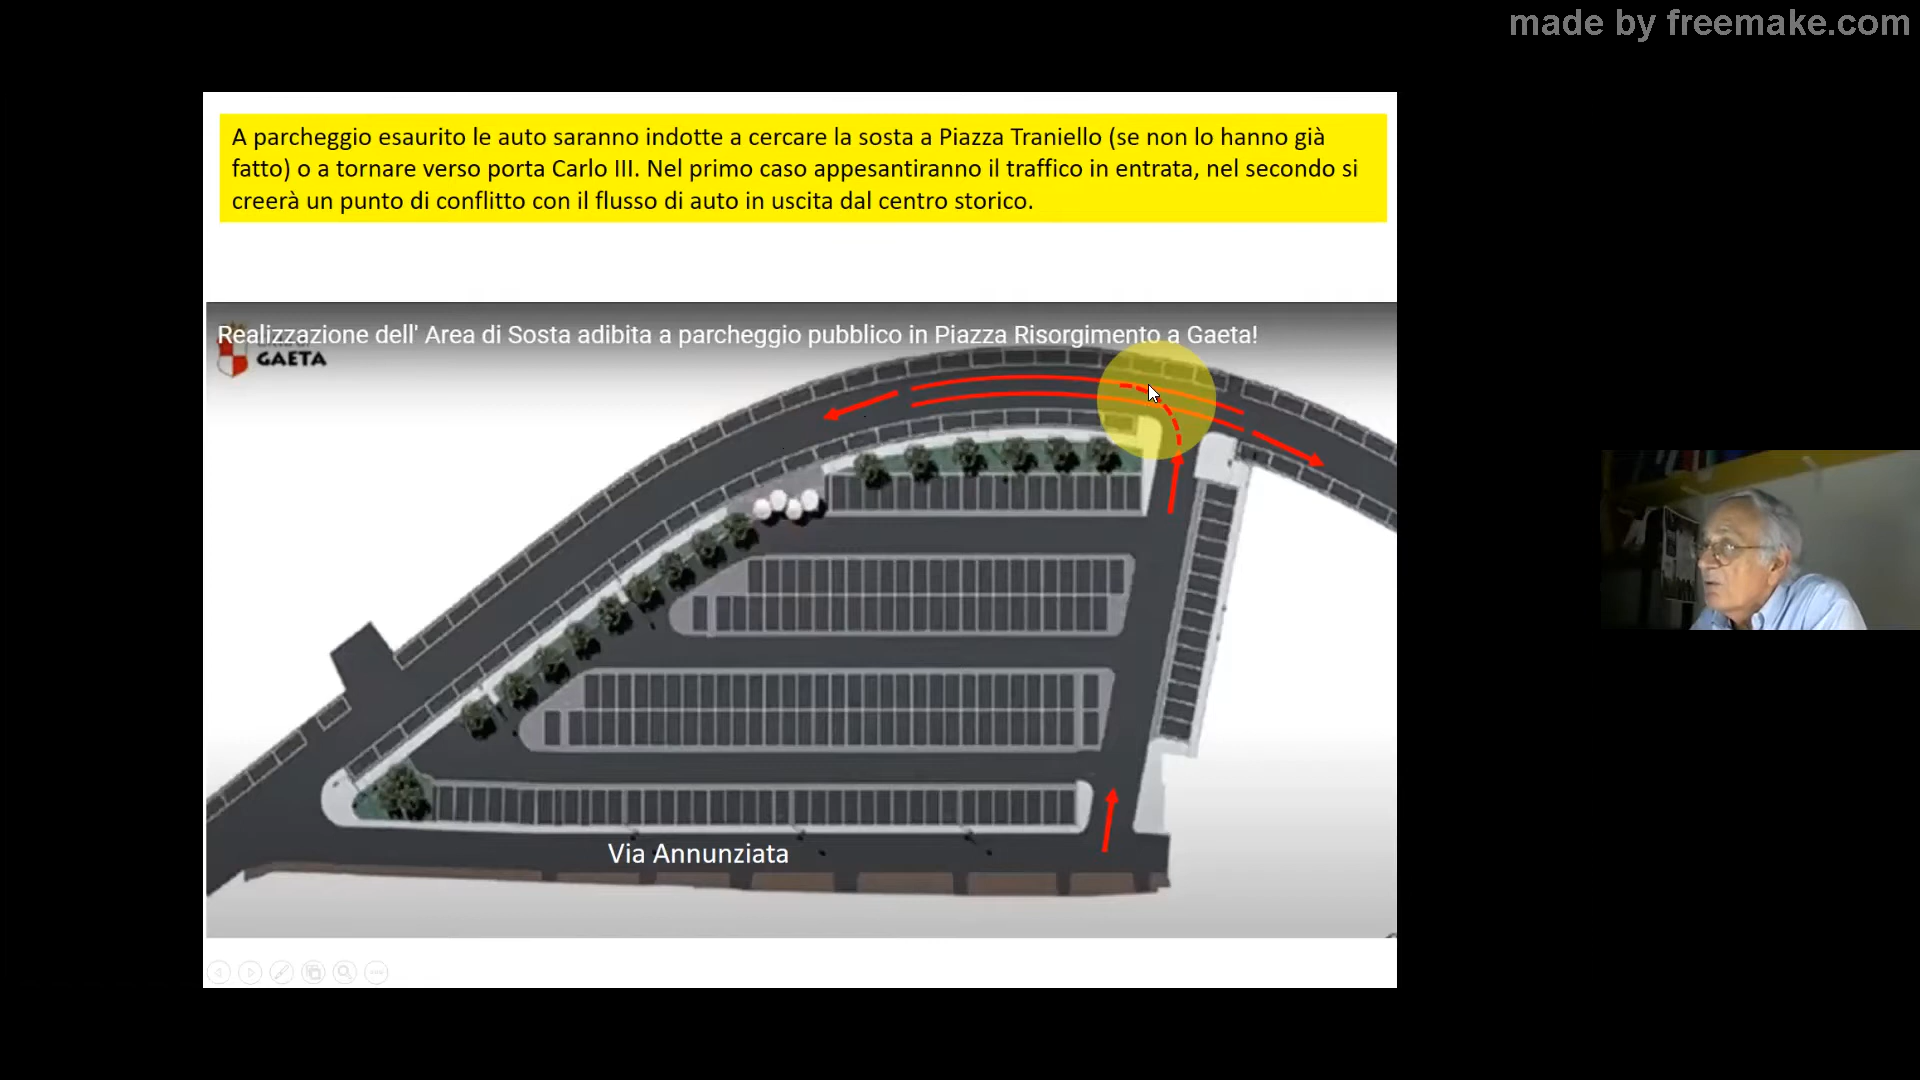 made by freemake.com
A parcheggio esaurito le auto saranno indotte a cercare la sosta a Piazza Traniello (se non lo hanno già
fatto) o a tornare verso porta Carlo III. Nel primo caso appesantiranno il traffico in entrata, nel secondo si
creerà un punto di conflitto con il flusso di auto in uscita dal centro storico.
Realizzazione dell' Area di Sosta adibita a parcheggio pubblico in Piazza Risorgimento a Gaeta!
GAETA
Via Annunziata